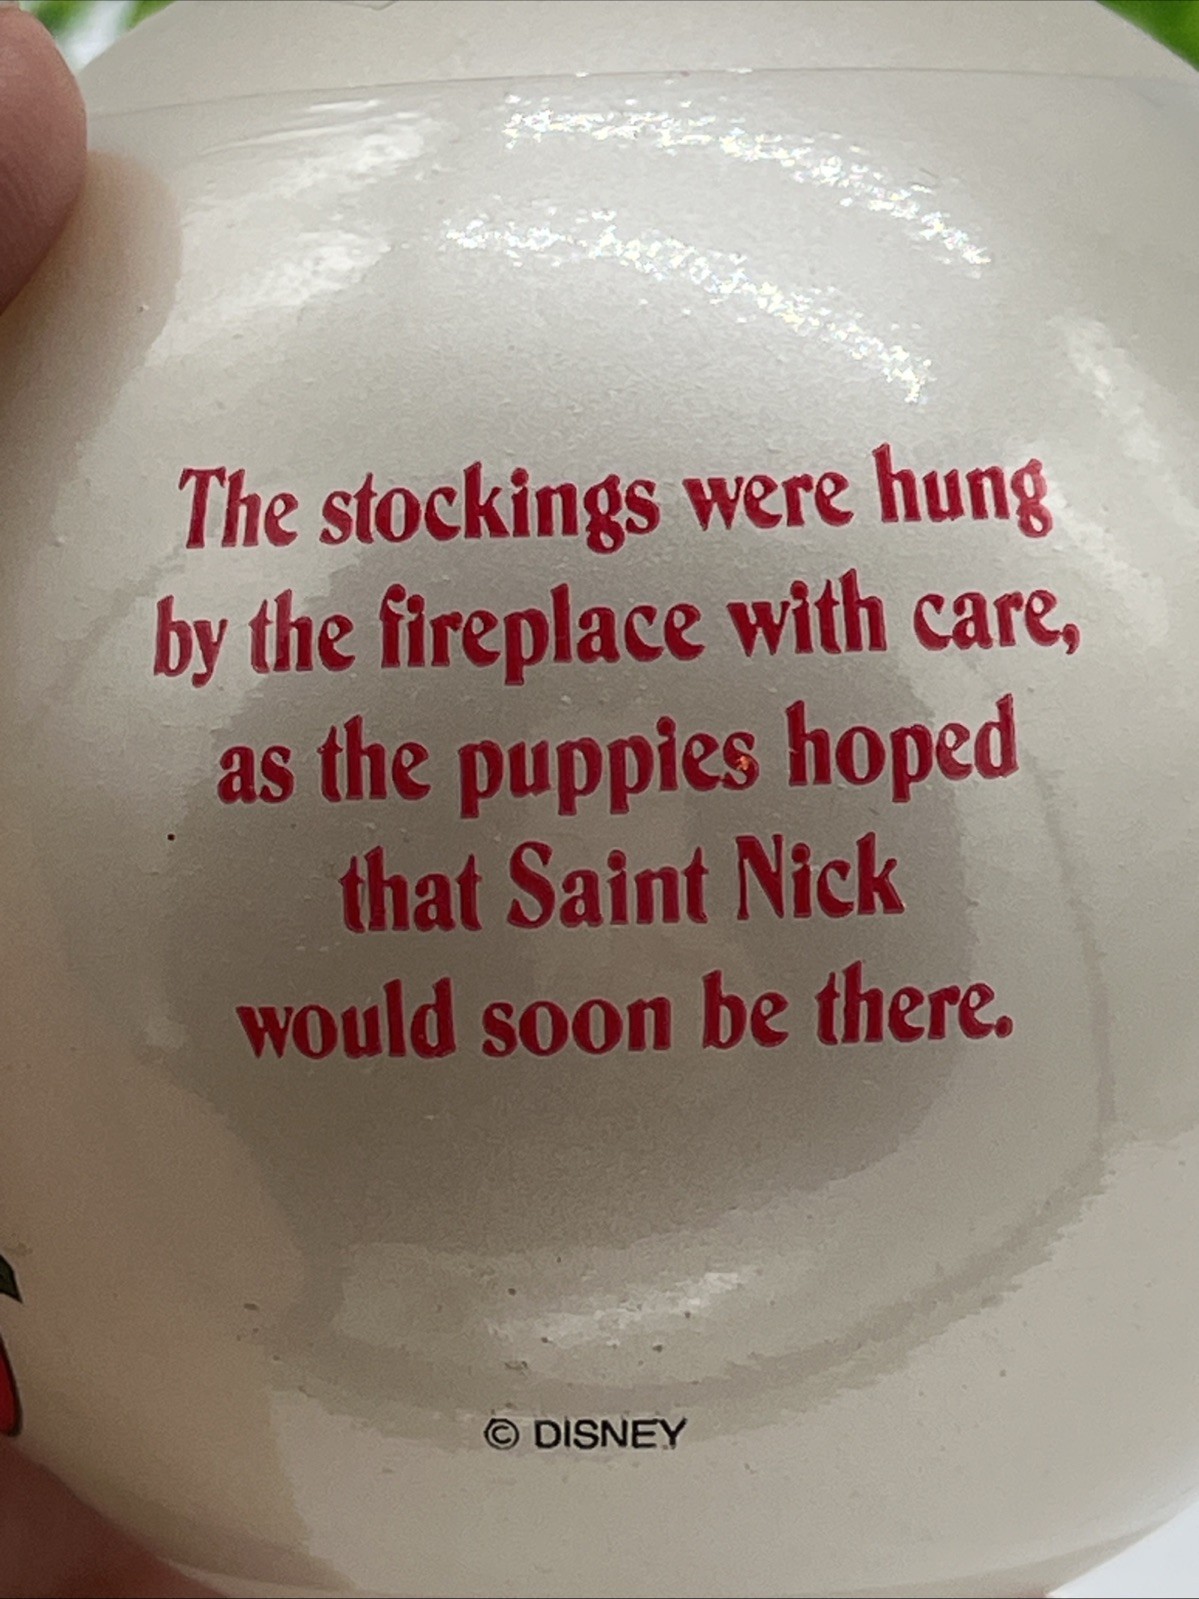 The stockings were hung
by the fireplace with care,
as the puppies hoped
that Saint Nick
would soon be there.
© DISNEY